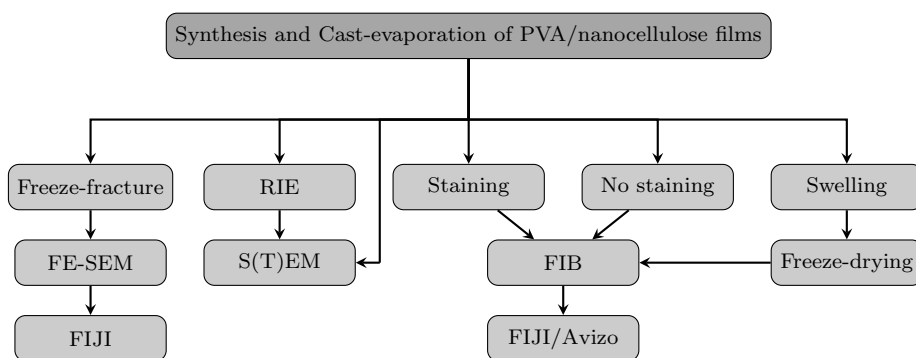 Synthesis and Cast-evaporation of PVA/nanocellulose films
Freeze-fracture
RIE
Staining
No staining
Swelling
FE-SEM
S(T)EM
FIB
Freeze-drying
FIJI
FIJI/Avizo